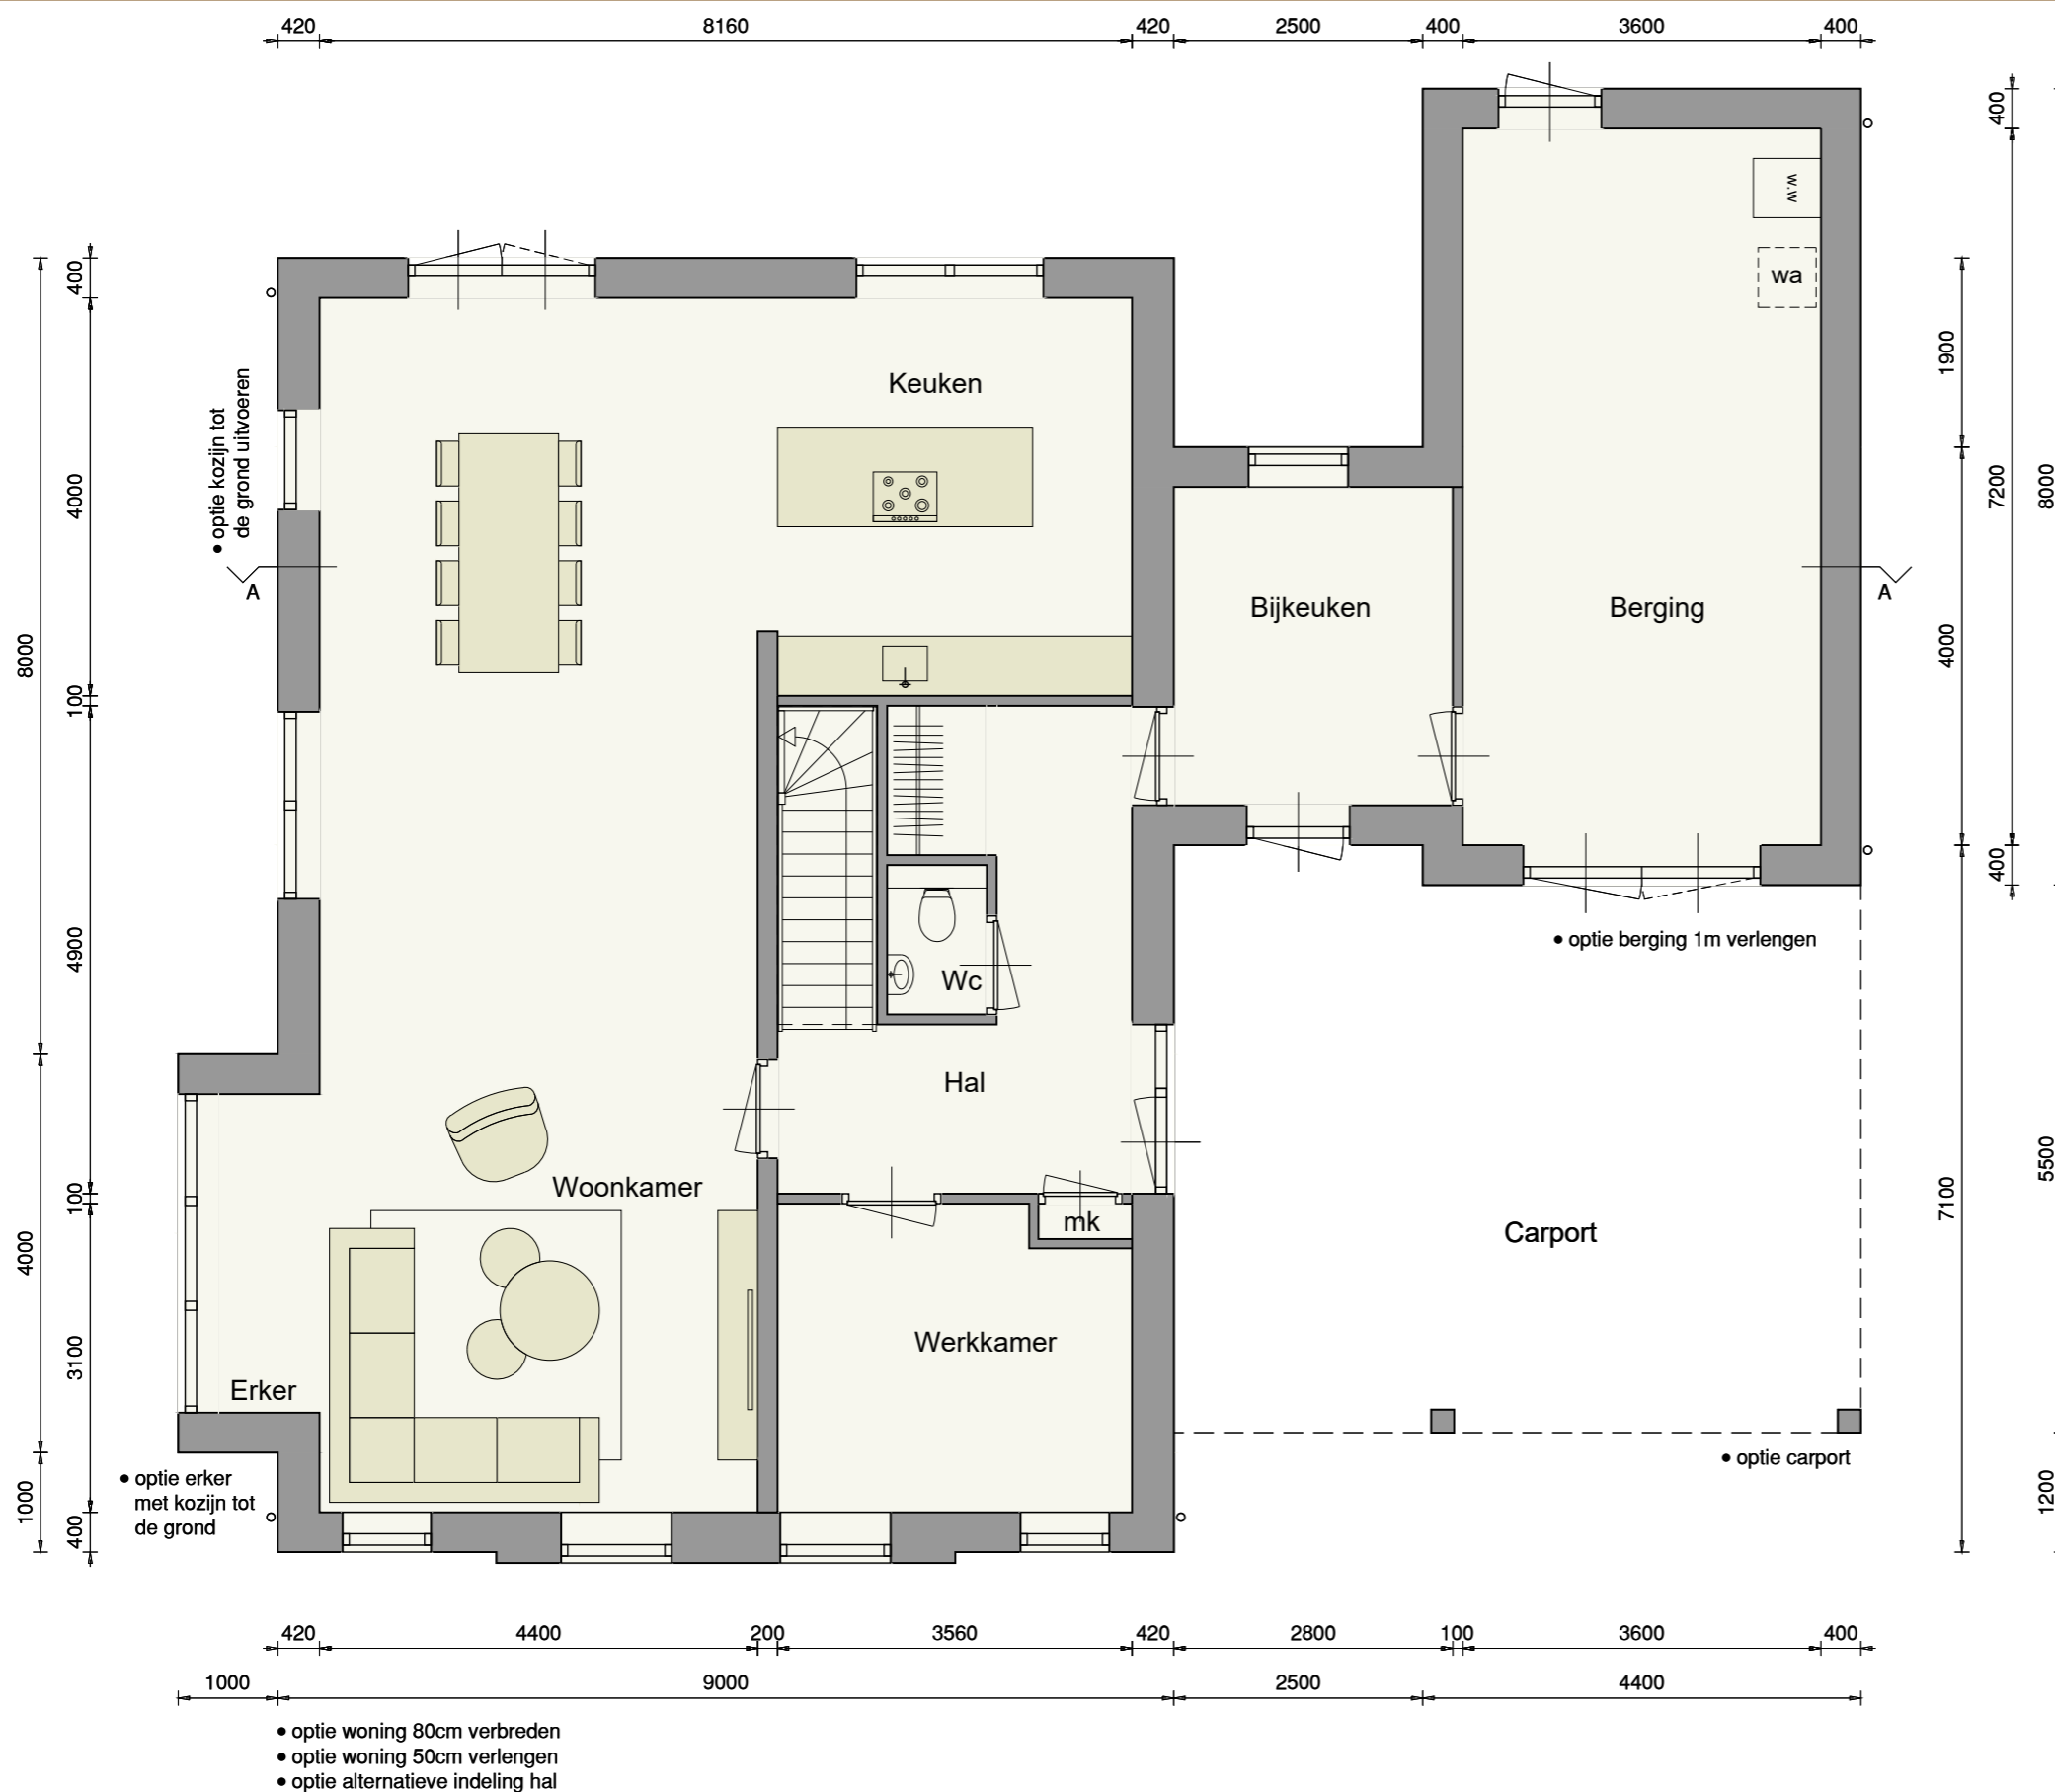 420 8160 420 2500 400 3600 400
400
400
w.w
wa
1900
4000
Keuken
• optie kozijn tot
de grond uitvoeren
7200
8000
A
A
Bijkeuken
Berging
4000
8000
100
400
4900
Wc
• optie berging 1m verlengen
Hal
5500
Woonkamer
100
mk
7100
Carport
4000
Werkkamer
3100
Erker
• optie carport
• optie erker
met kozijn tot
de grond
1000
400
1200
420 4400 200 3560 420 2800 100 3600 400
1000 9000 2500 4400
• optie woning 80cm verbreden
• optie woning 50cm verlengen
• optie alternatieve indeling hal